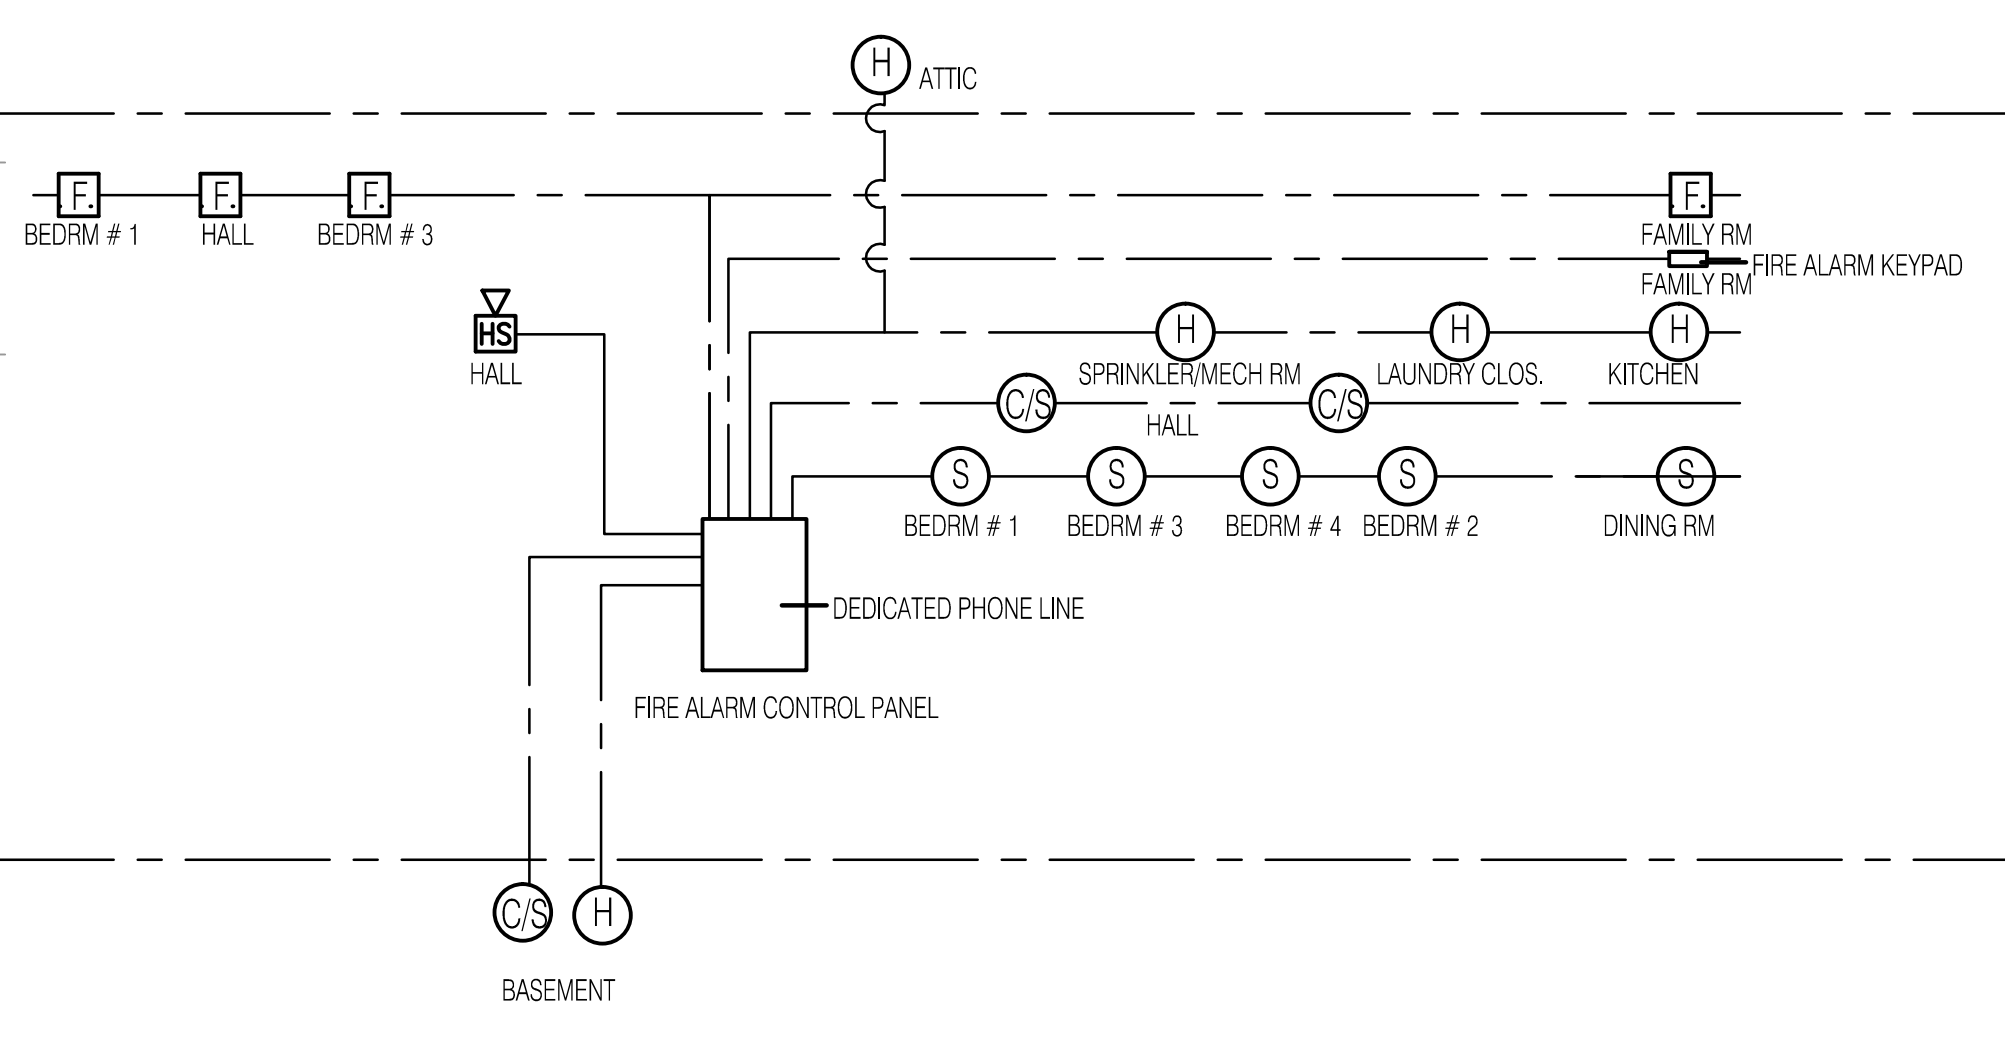 H
ATTIC
F. F. F. F.
BEDRM # 1 HALL BEDRM # 3 FAMILY RM
FIRE ALARM KEYPAD
FAMILY RM
HS
HALL
H H H
SPRINKLER/MECH RM LAUNDRY CLOS. KITCHEN
C/S C/S
HALL
S S S S S
BEDRM # 1 BEDRM # 3 BEDRM # 4 BEDRM # 2 DINING RM
DEDICATED PHONE LINE
FIRE ALARM CONTROL PANEL
C/S H
BASEMENT